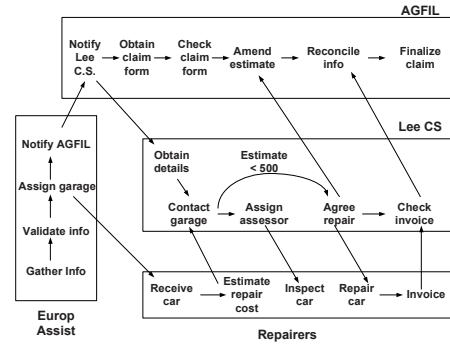 AGFIL
Notify
Lee
C.S.
Obtain
claim
form
Check
claim
form
Amend
estimate
Reconcile
info
Finalize
claim
Lee CS
Notify AGFIL
Assign garage
Validate info
Gather Info
Europ
Assist
Obtain
details
Estimate
< 500
Contact
garage
Assign
assessor
Agree
repair
Check
invoice
Receive
car
Estimate
repair
cost
Inspect
car
Repair
car
Invoice
Repairers